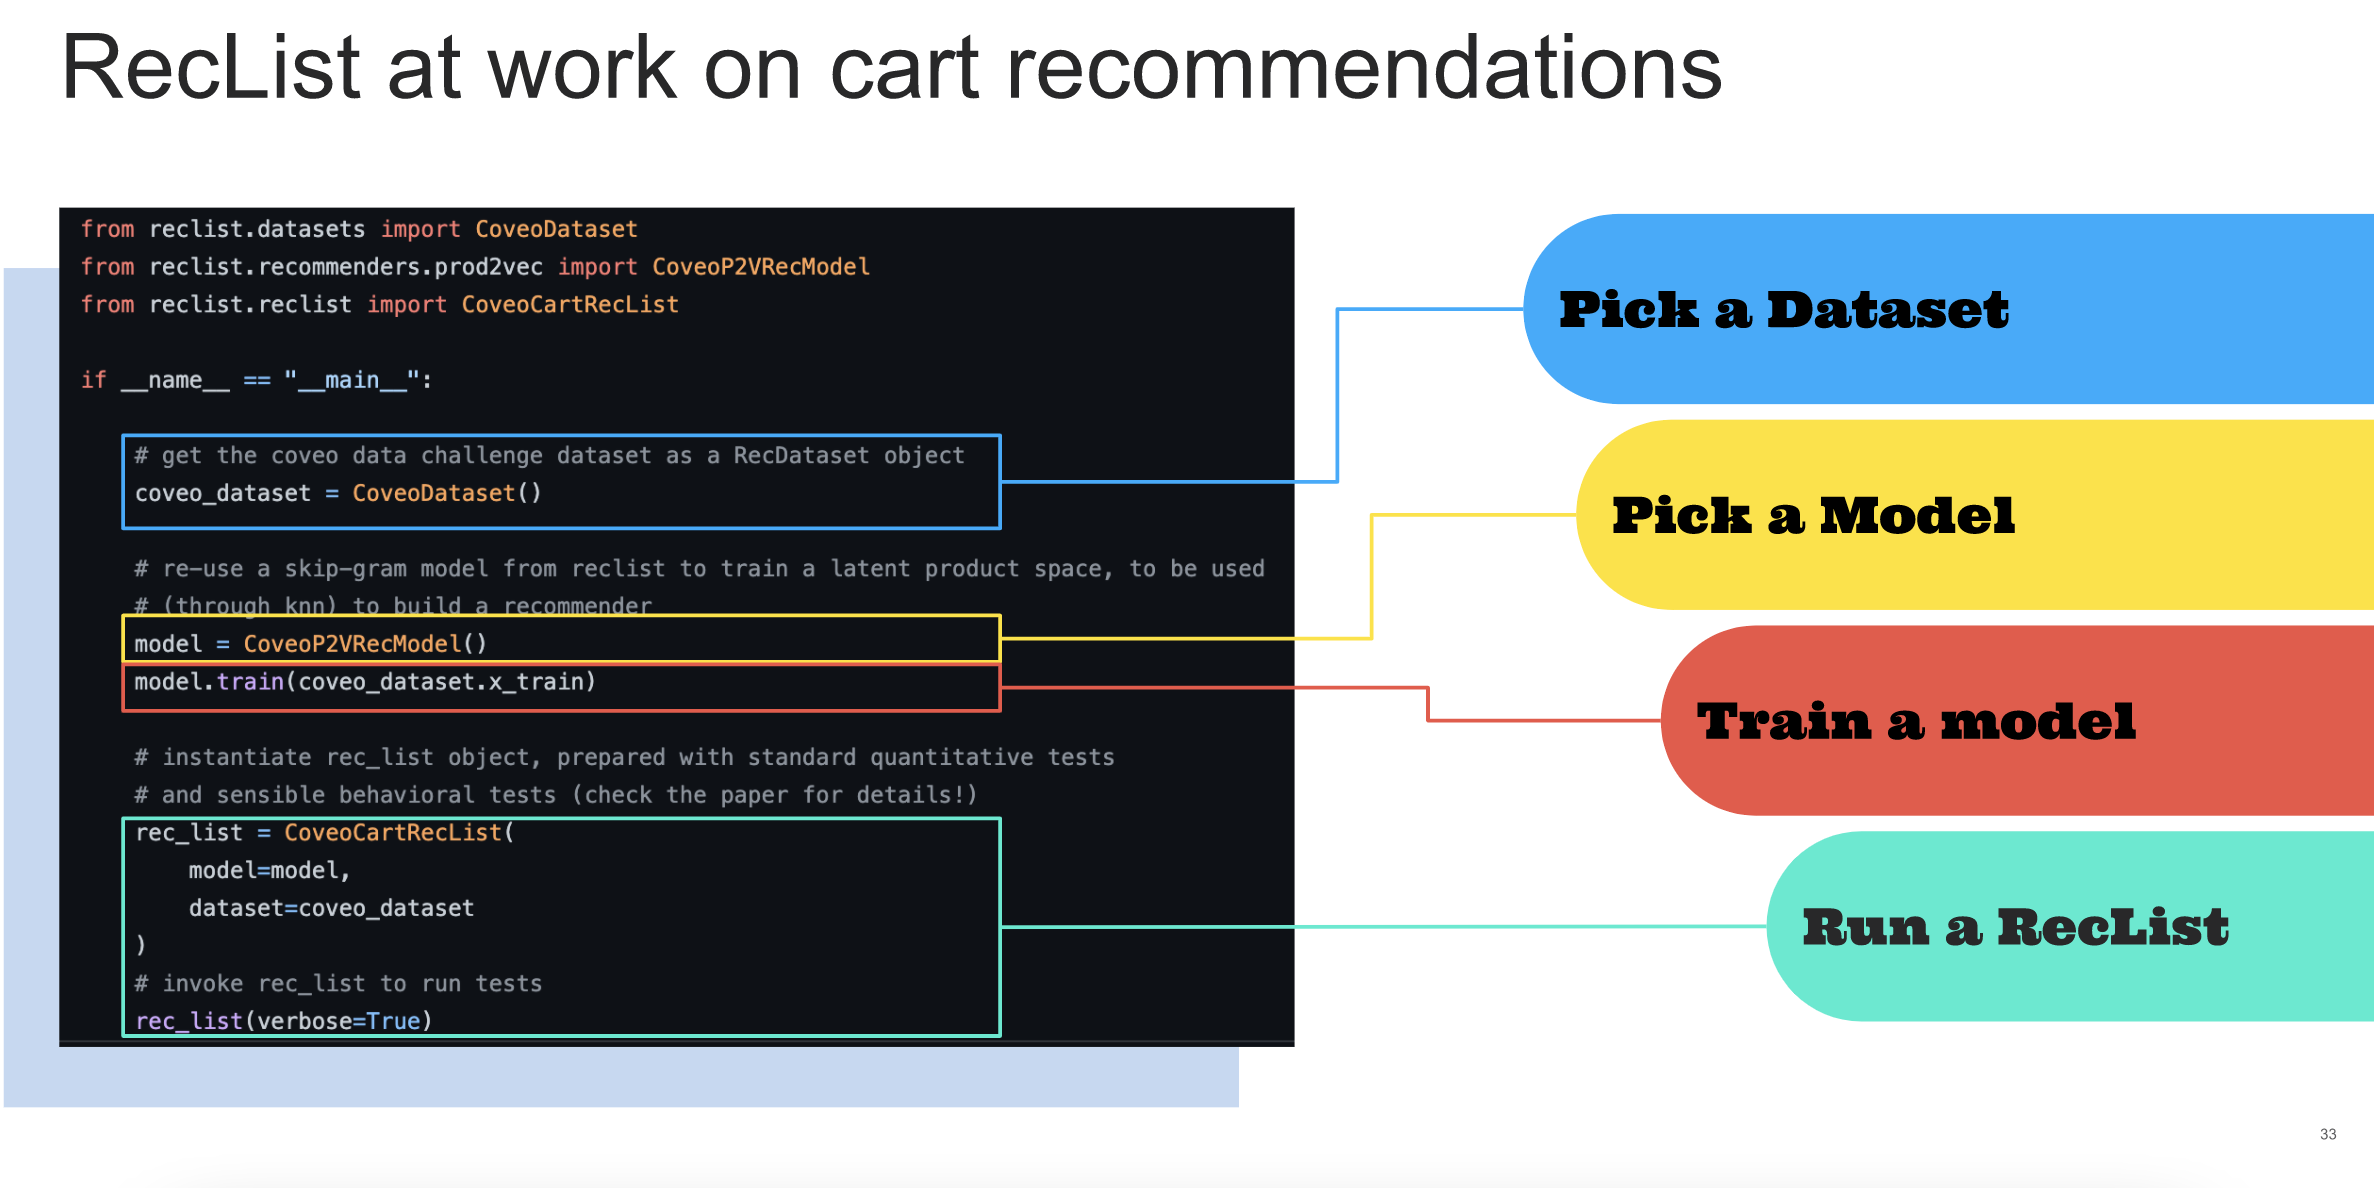 RecList at work on cart recommendations
from reclist.datasets import CoveoDataset
from reclist.recommenders.prod2vec import CoveoP2VRecModel
from reclist.reclist import CoveoCartRecList
if __name__ == "__main__":
# get the coveo data challenge dataset as a RecDataset object
coveo_dataset = CoveoDataset()
# re-use a skip-gram model from reclist to train a latent product space, to be used
# (through knn) to build a recommender
model = CoveoP2VRecModel()
model.train(coveo_dataset.x_train)
# instantiate rec_list object, prepared with standard quantitative tests
# and sensible behavioral tests (check the paper for details!)
rec_list = CoveoCartRecList(
model=model,
dataset=coveo_dataset
)
# invoke rec_list to run tests
rec_list(verbose=True)
Pick a Dataset
Pick a Model
Train a model
Run a RecList
33